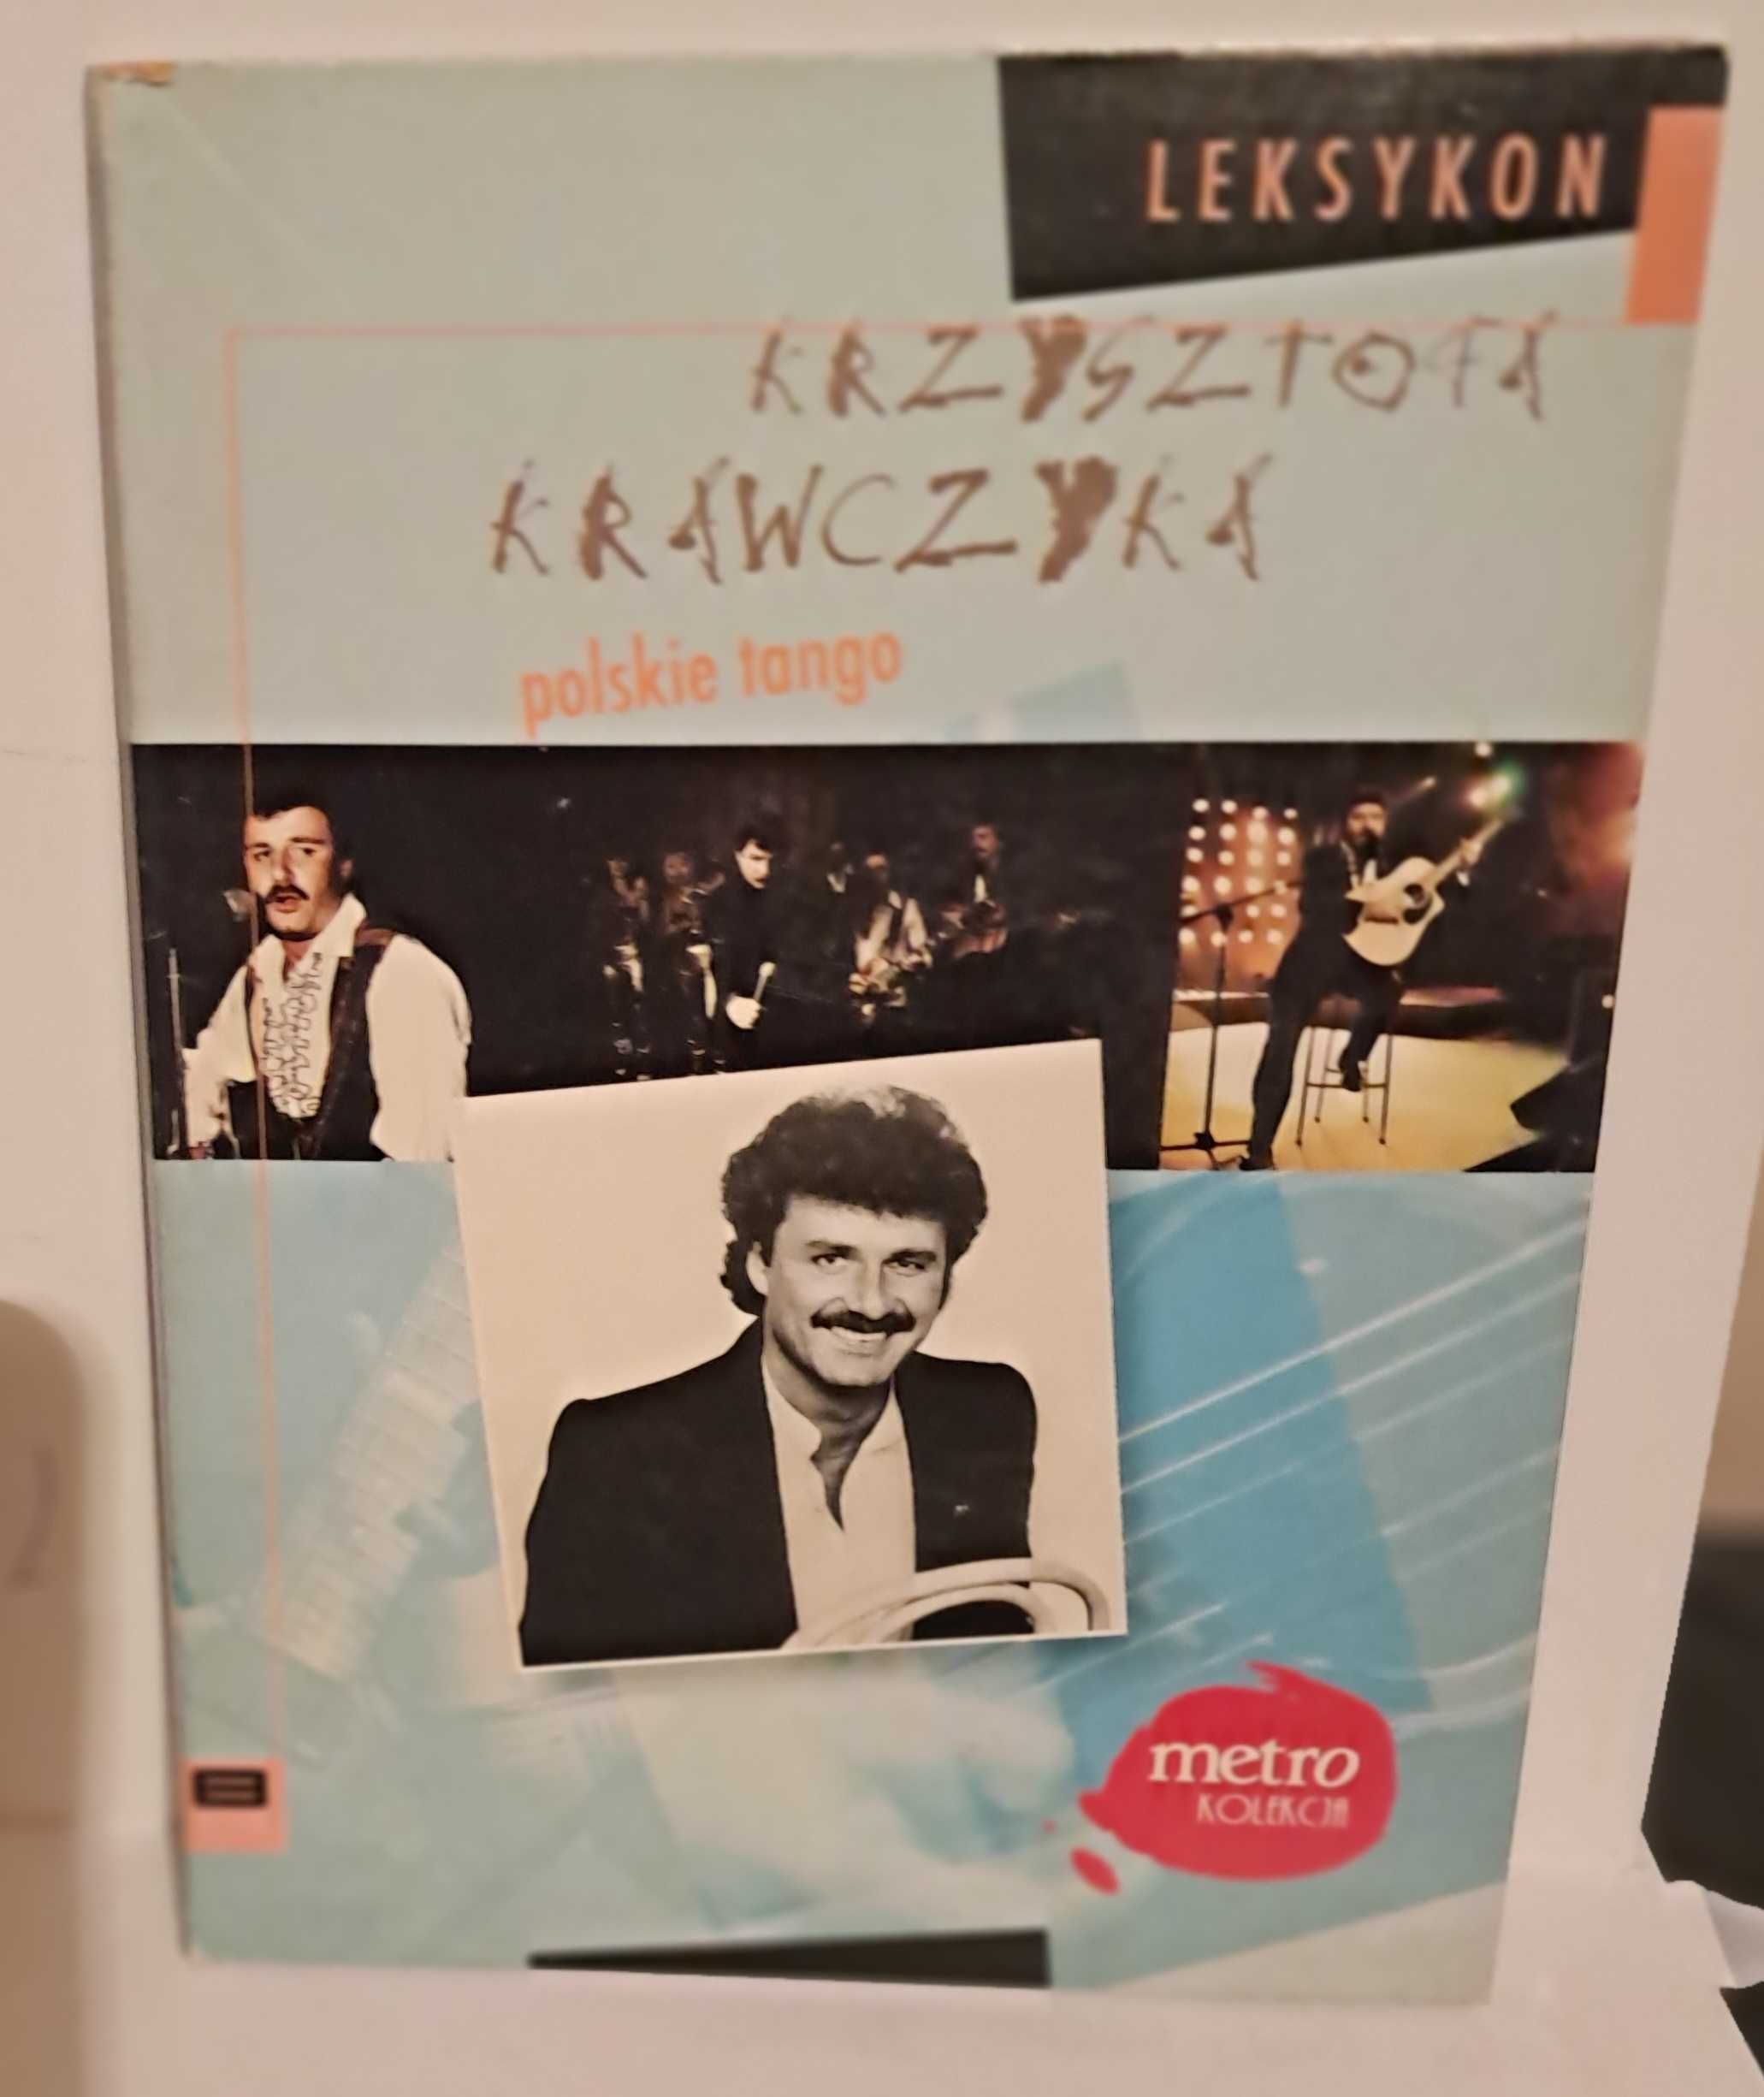 LEKSYKON
KRZYSZTOFA
KRAWCZYKA
polskie tango
metro
KOLEKCJA